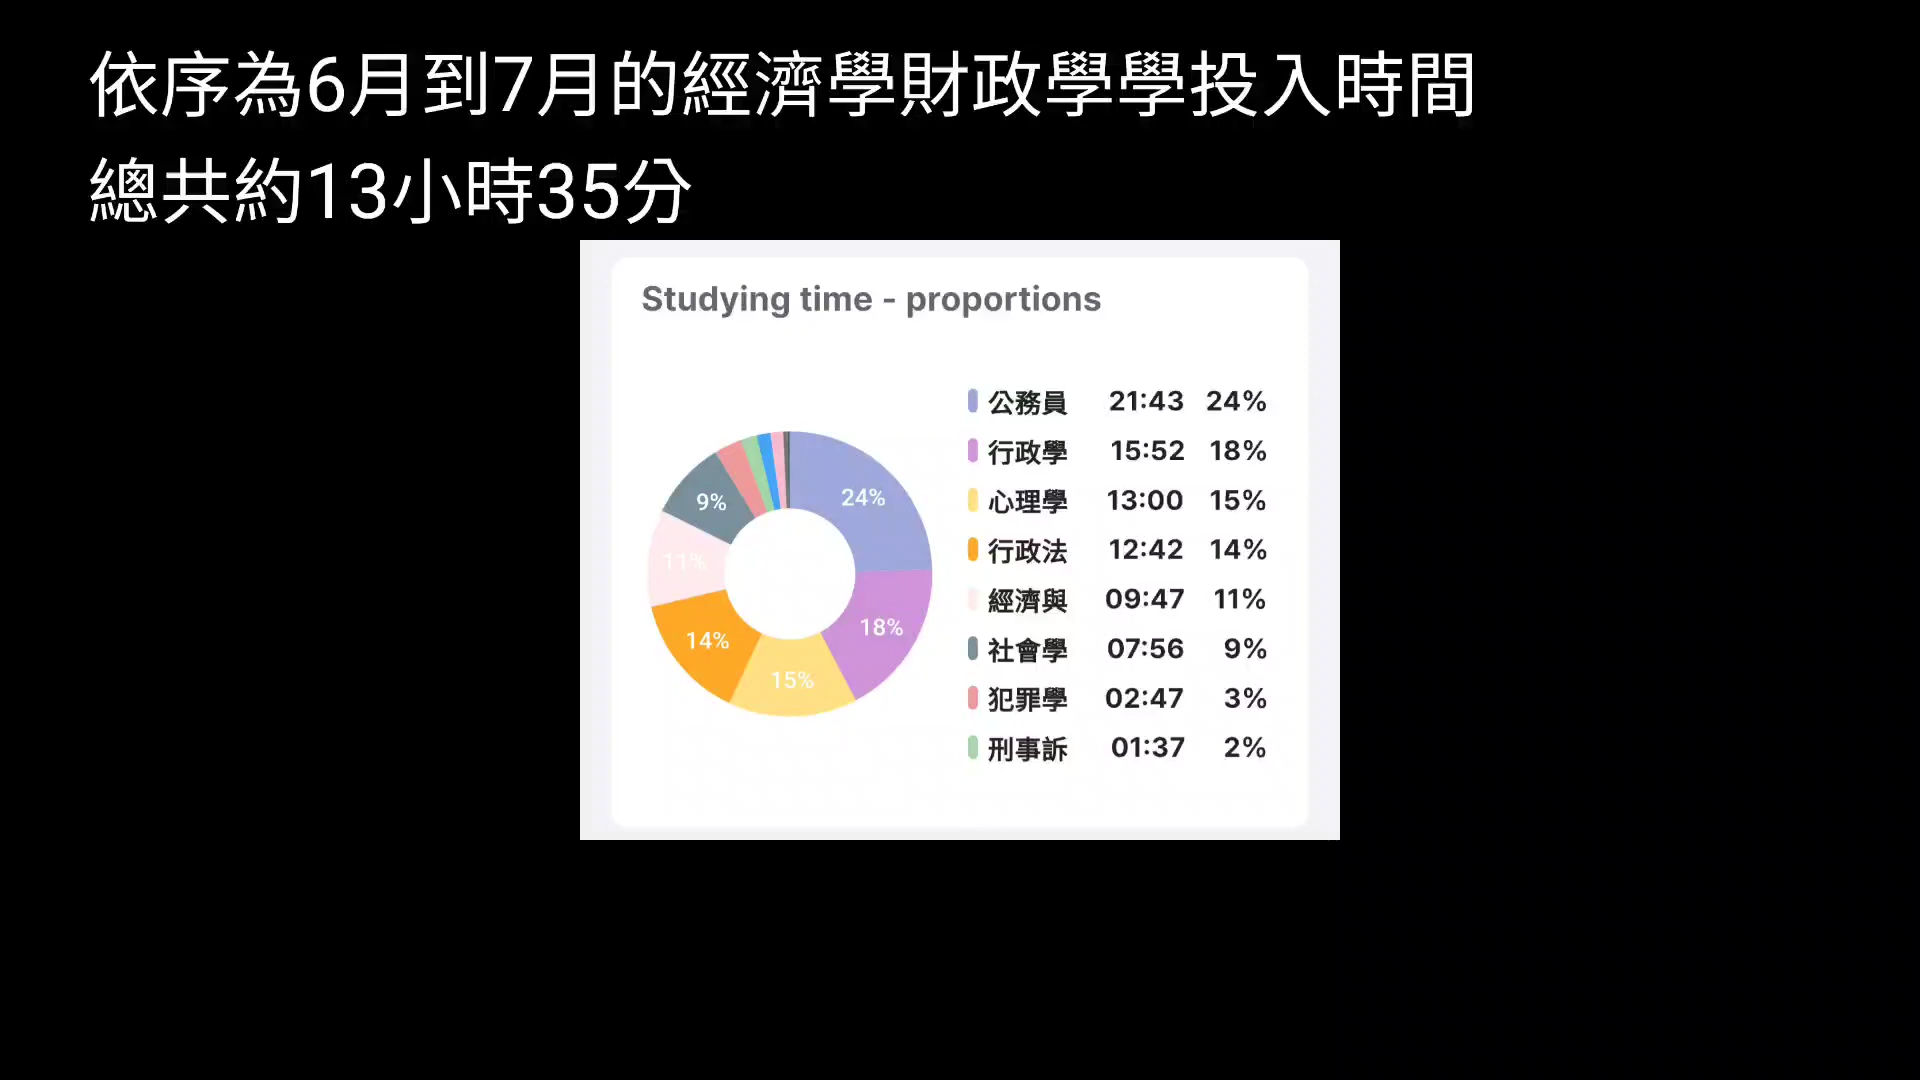 依序為6月到7月的經濟學財政學學投入時間
總共約13小時35分
Studying time - proportions
公務員 21:43 24%
行政學 15:52 18%
心理學 13:00 15%
行政法 12:42 14%
經濟與 09:47 11%
社會學 07:56 9%
犯罪學 02:47 3%
刑事訴 01:37 2%
24%
9%
11%
18%
14%
15%